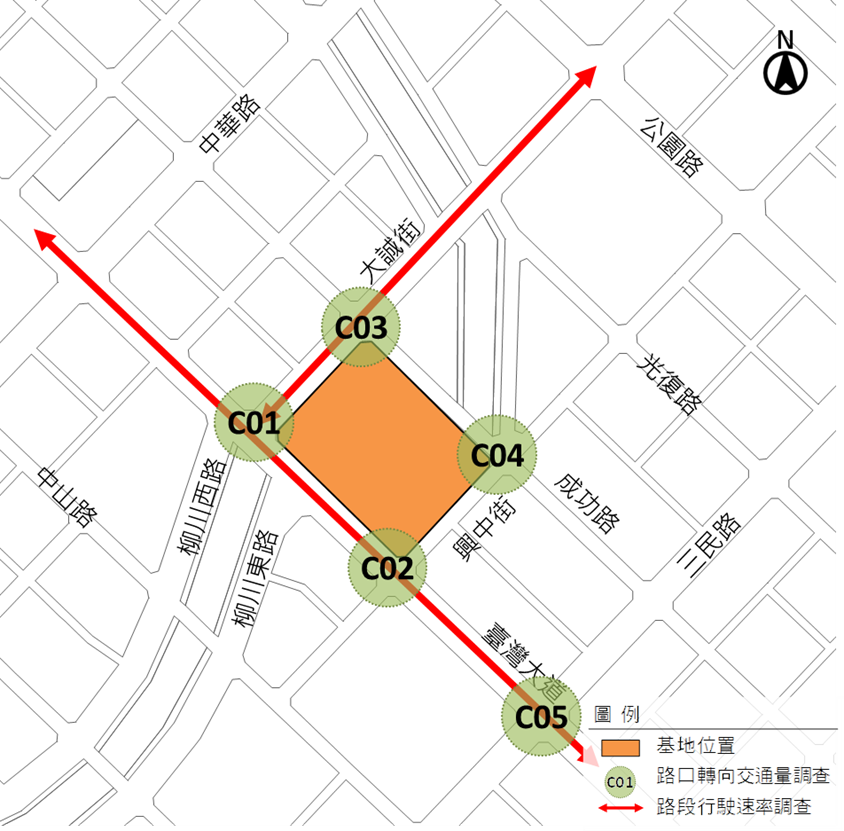 N
中華路
公園路
大誠街
C03
光復路
C01
C04
中山路
柳川西路
成功路
興中街
三民路
柳川東路
C02
臺灣大道
C05
圖 例
基地位置
C01 路口轉向交通量調查
路段行駛速率調查